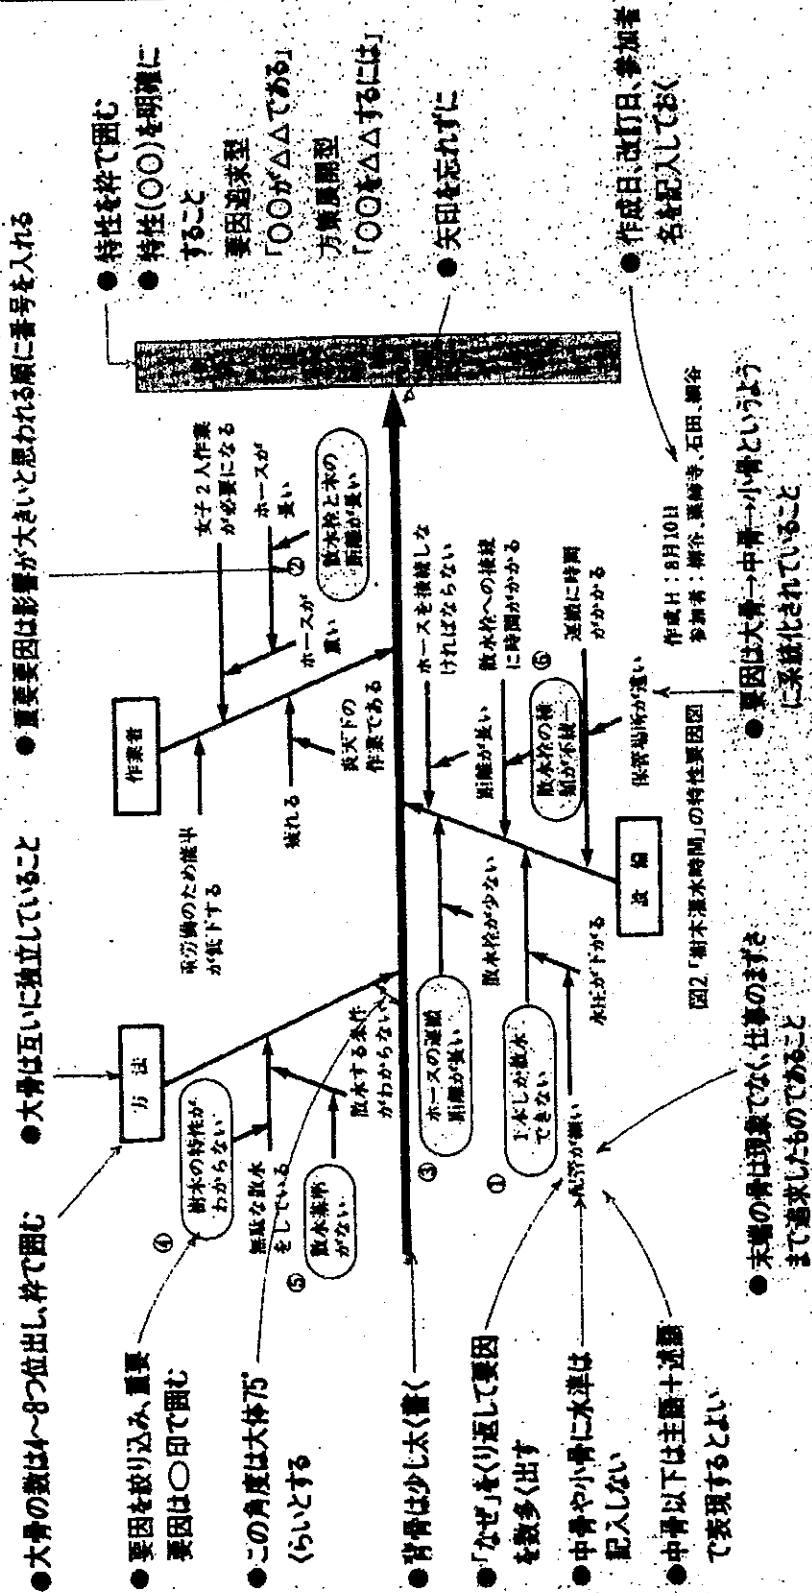 ●大骨の数は4〜8つ位出し、枠で囲む
●大骨は互いに独立していること
●重要要因は影響が大きいと思われる順に番号を入れる
●特性を枠で囲む
●特性(〇〇)を明確に
すること
要因追求型
「〇〇が△△である」
方策展開型
「〇〇を△△するには」
●矢印を忘れずに
●作成日、改訂日、参加者
名を記入しておく
●要因を絞り込み、重要
要因は〇印で囲む
●この角度は大体75°
くらいとする
●背骨は少し太く書く
●「なぜ」をくり返して要因
を数多く出す
●中骨や小骨に水準は
記入しない
●中骨以下は主語+述語
で表現するとよい
方法
④
樹木の特性が
わからない
無駄な散水
をしている
⑤
散水基準
がない
散水する条件
がわからない
作業者
重労働のため能率
が低下する
疲れる
炎天下の
作業である
女子2人作業
が必要になる
ホースが
重い
ホースが
長い
②
散水栓と木の
距離が長い
③
ホースの運搬
距離が長い
散水栓が少ない
①
できない
水圧が下がる
配管が細い
設備
ホースを接続しな
ければならない
距離が長い
散水栓への接続
に時間がかかる
⑥
運搬に時間
がかかる
保管場所が遠い
図2「樹木灌水時間」の特性要因図
作成日:8月10日
●末端の骨は現象でなく、仕事のまずさ
まで追求したものであること
●要因は大骨→中骨→小骨というよう
に系統化されていること